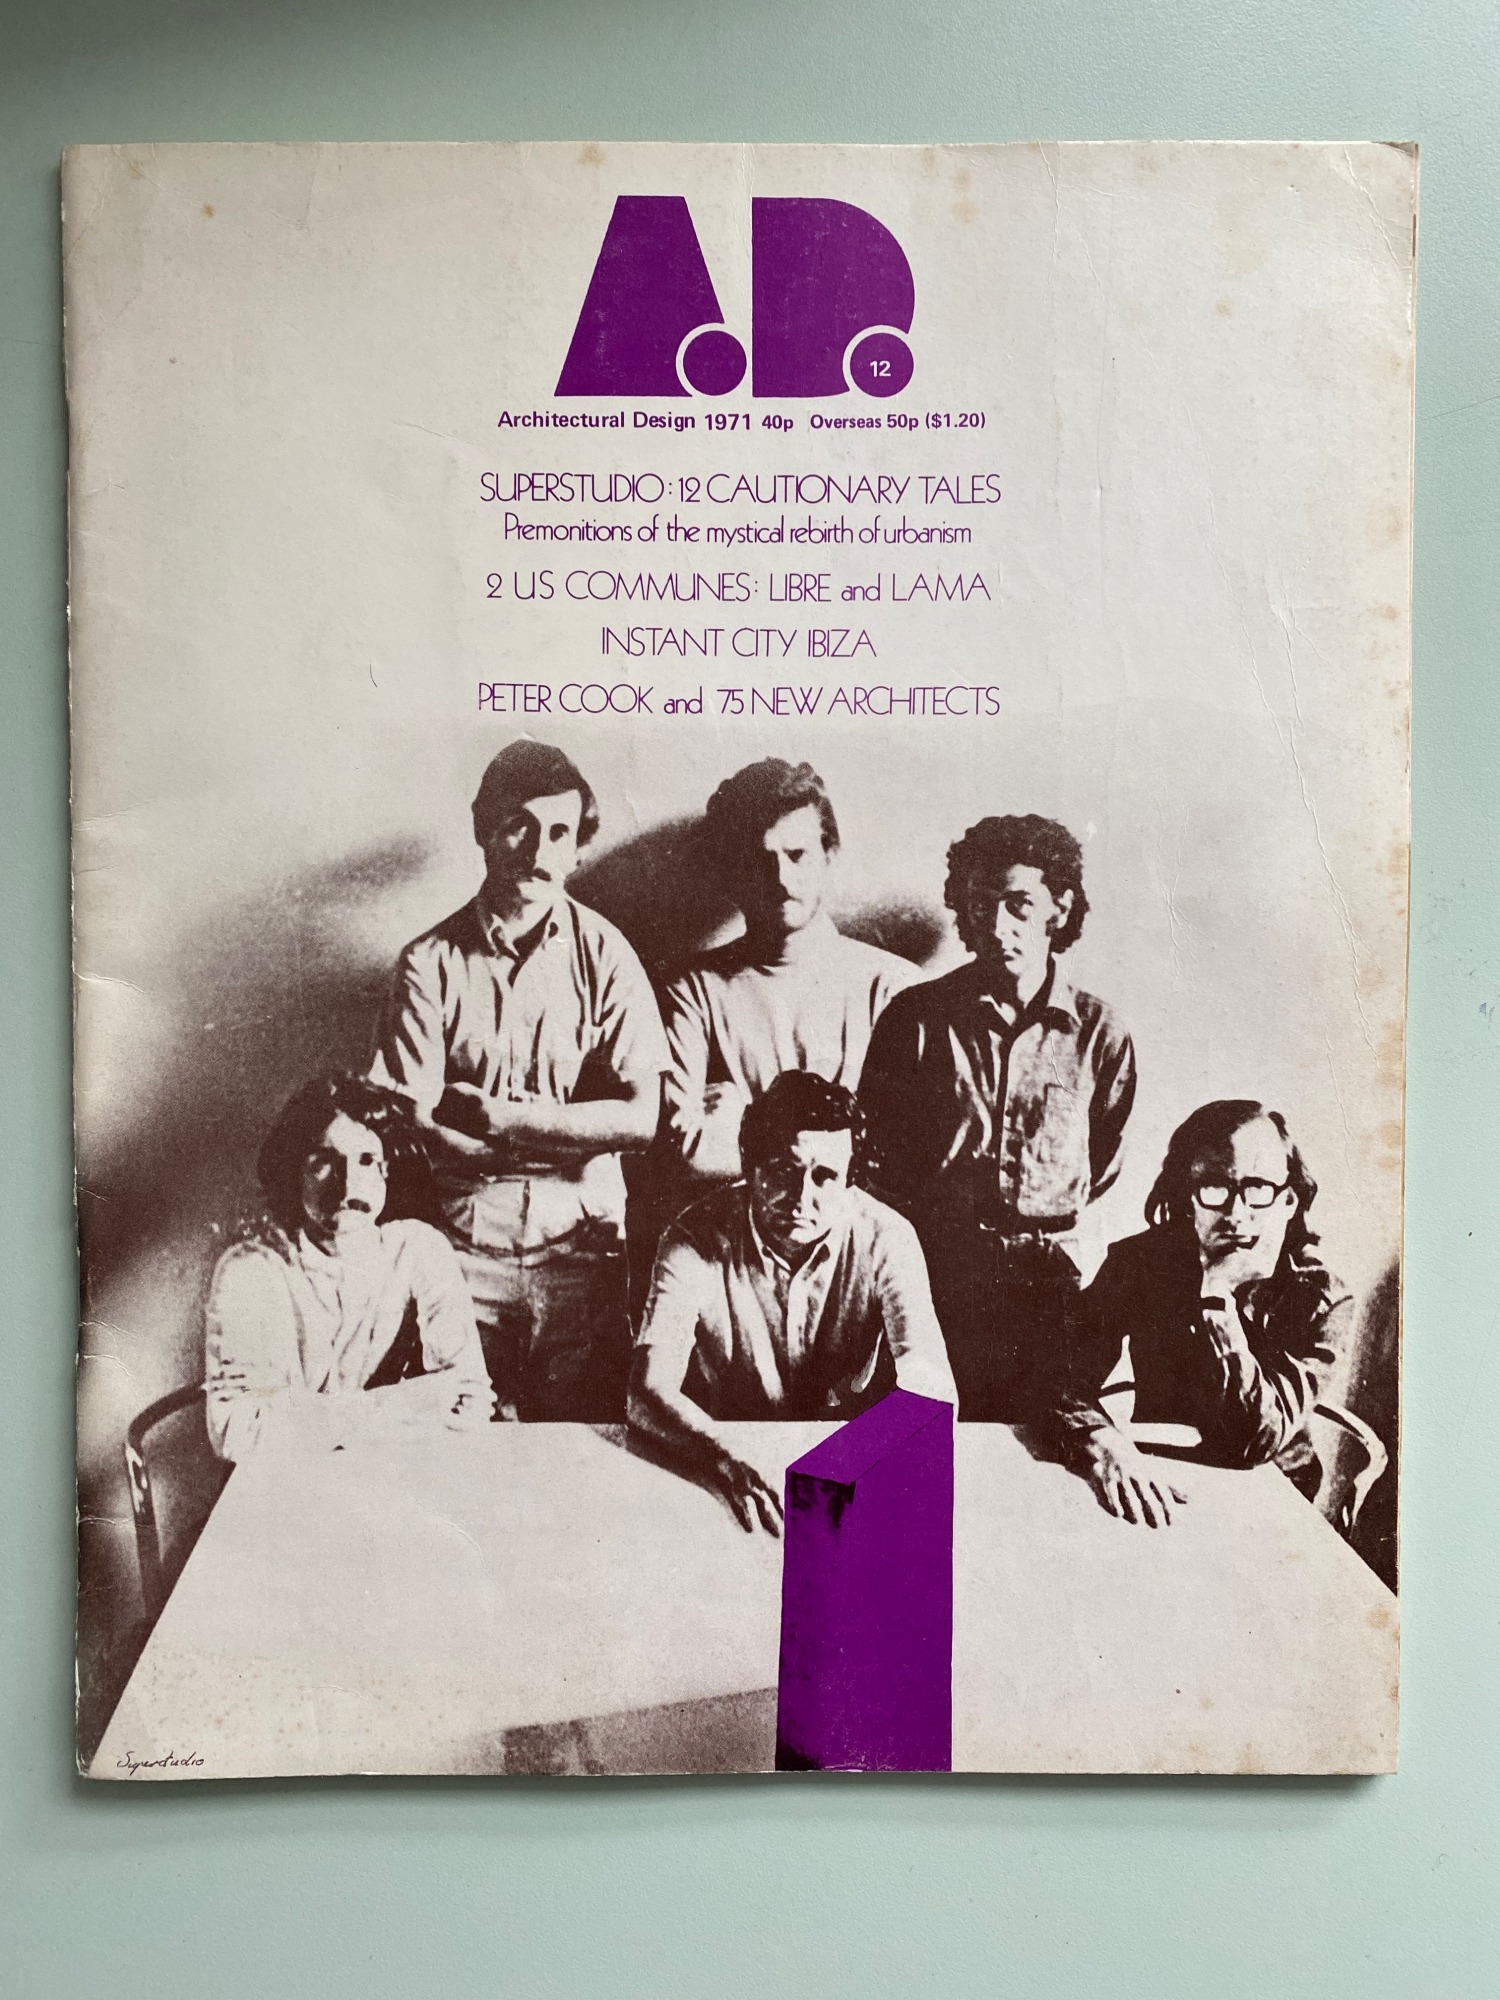 A.D.
12
Architectural Design 1971 40p Overseas 50p ($1.20)
SUPERSTUDIO: 12 CAUTIONARY TALES
Premonitions of the mystical rebirth of urbanism
2 US COMMUNES: LIBRE and LAMA
INSTANT CITY IBIZA
PETER COOK and 75 NEW ARCHITECTS
Superstudio